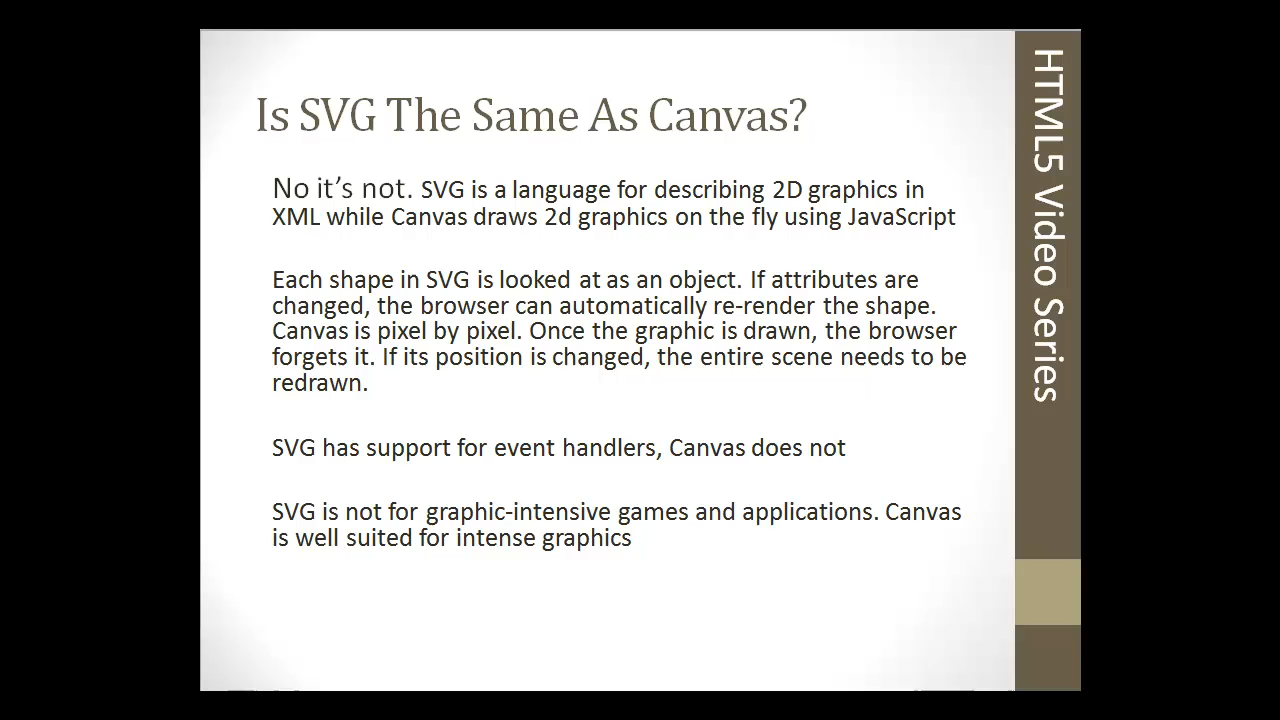 Is SVG The Same As Canvas?
No it's not. SVG is a language for describing 2D graphics in
XML while Canvas draws 2d graphics on the fly using JavaScript
Each shape in SVG is looked at as an object. If attributes are
changed, the browser can automatically re-render the shape.
Canvas is pixel by pixel. Once the graphic is drawn, the browser
forgets it. If its position is changed, the entire scene needs to be
redrawn.
SVG has support for event handlers, Canvas does not
SVG is not for graphic-intensive games and applications. Canvas
is well suited for intense graphics
HTML5 Video Series